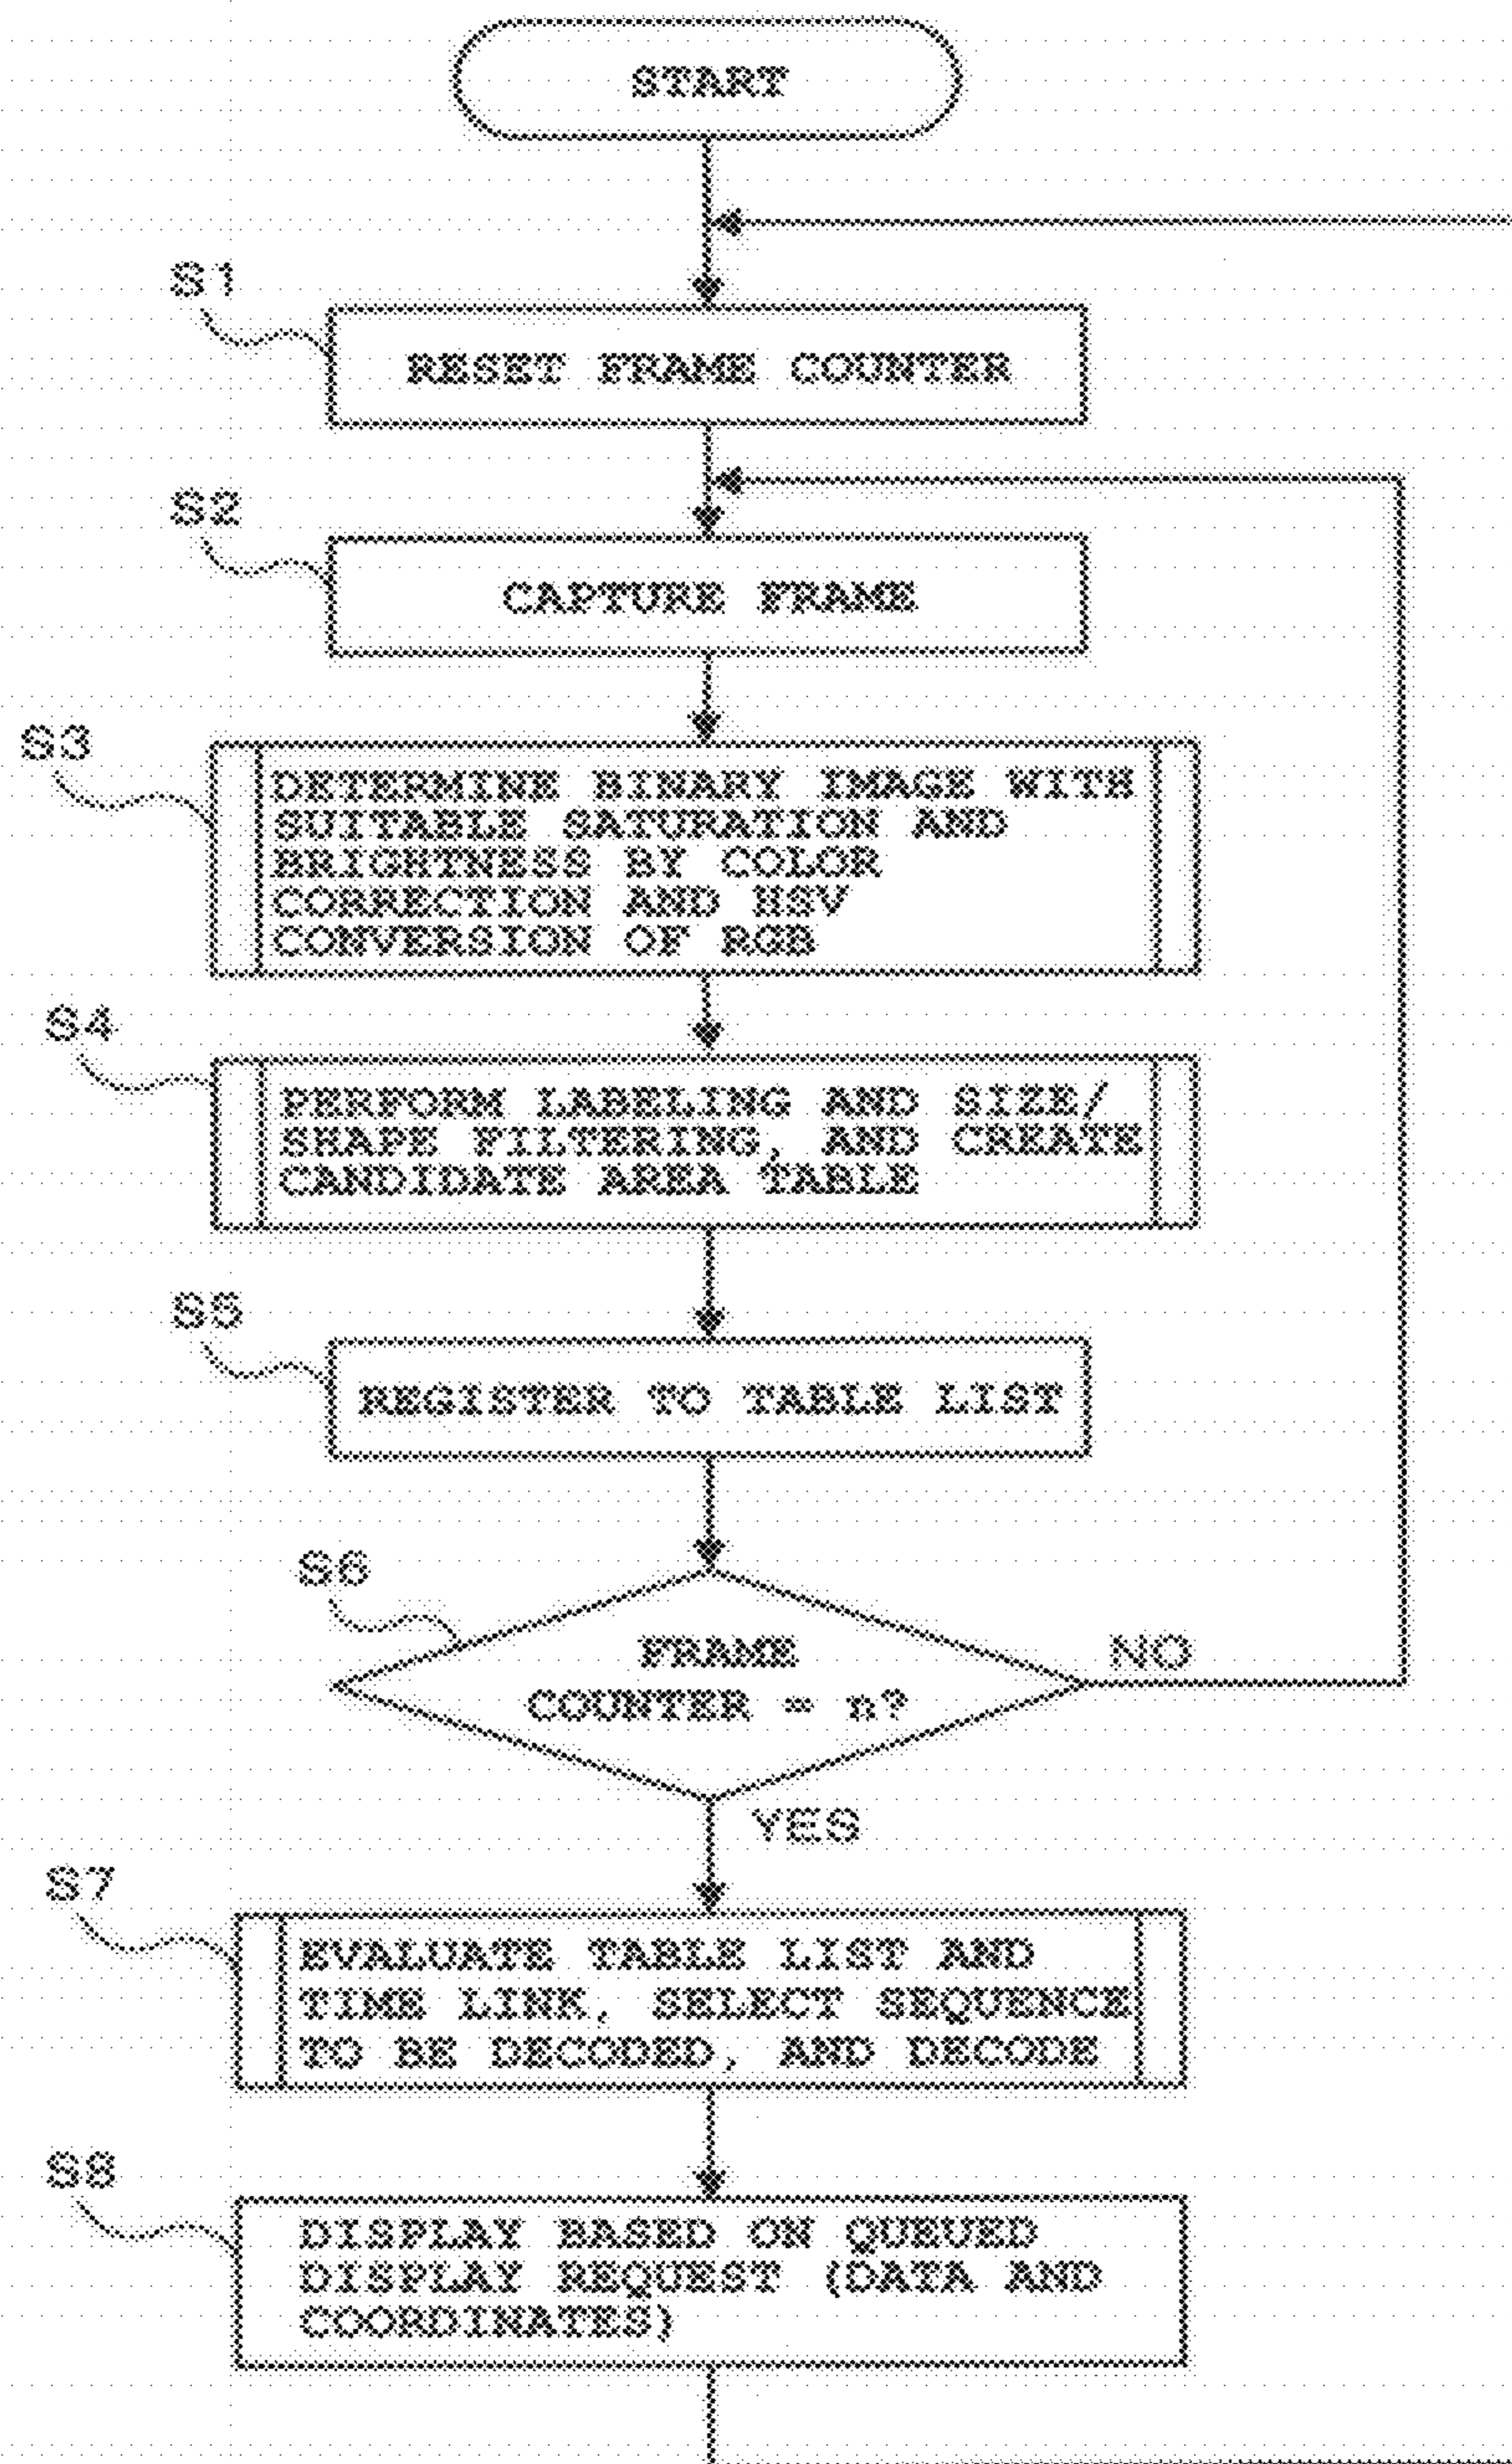 START
S1
RESET FRAME COUNTER
S2
CAPTURE FRAME
S3
DETERMINE BINARY IMAGE WITH
SUITABLE SATURATION AND
BRIGHTNESS BY COLOR
CORRECTION AND HSV
CONVERSION OF RGB
S4
PERFORM LABELING AND SIZE/
SHAPE FILTERING, AND CREATE
CANDIDATE AREA TABLE
S5
REGISTER TO TABLE LIST
S6
FRAME
COUNTER = n?
NO
YES
S7
EVALUATE TABLE LIST AND
TIME LINK, SELECT SEQUENCE
TO BE DECODED, AND DECODE
S8
DISPLAY BASED ON QUEUED
DISPLAY REQUEST (DATA AND
COORDINATES)